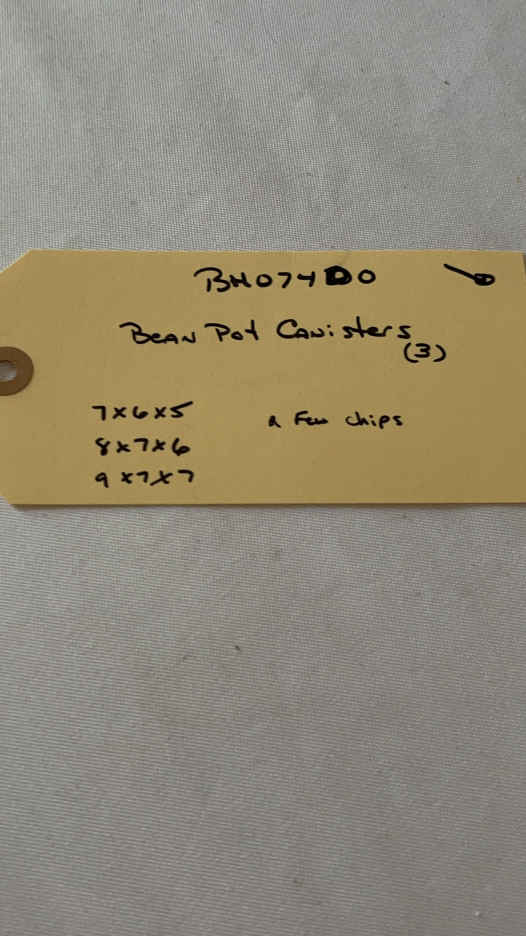 BH074DO
Bean Pot Canisters
(3)
7x6x5
a Few chips
8x7x6
9x7x7